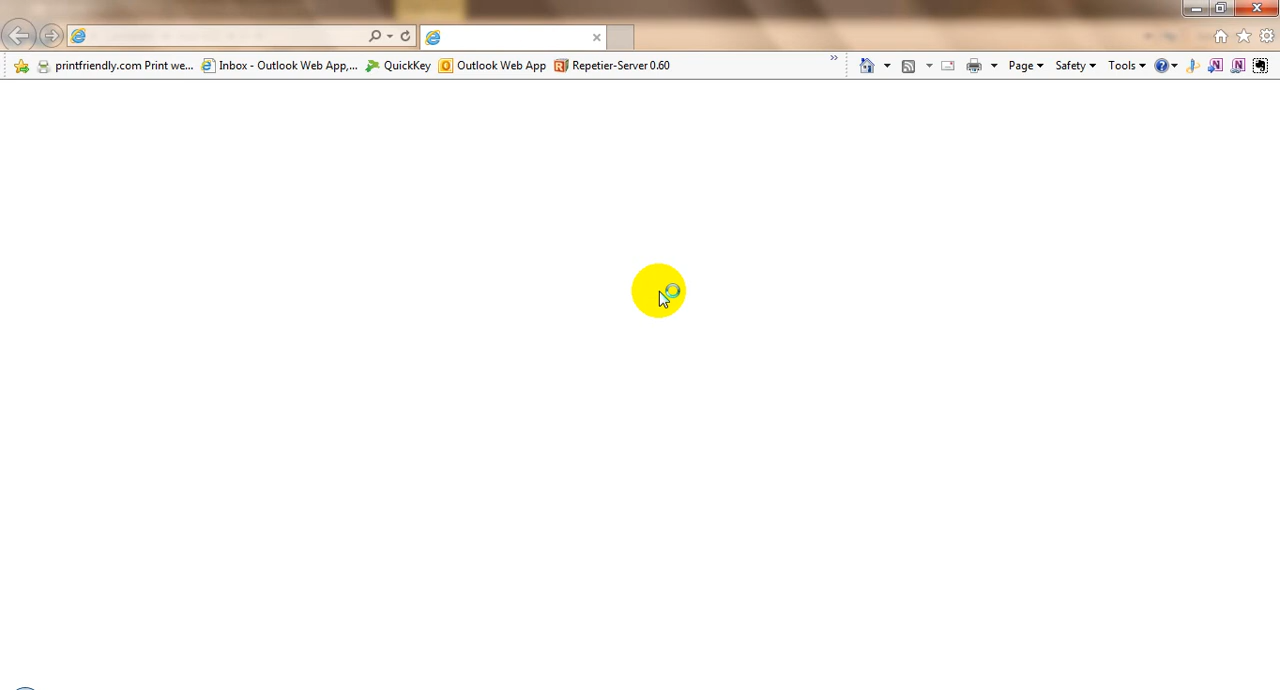 printfriendly.com Print we... Inbox - Outlook Web App,... QuickKey Outlook Web App Repetier-Server 0.60 » Page Safety Tools